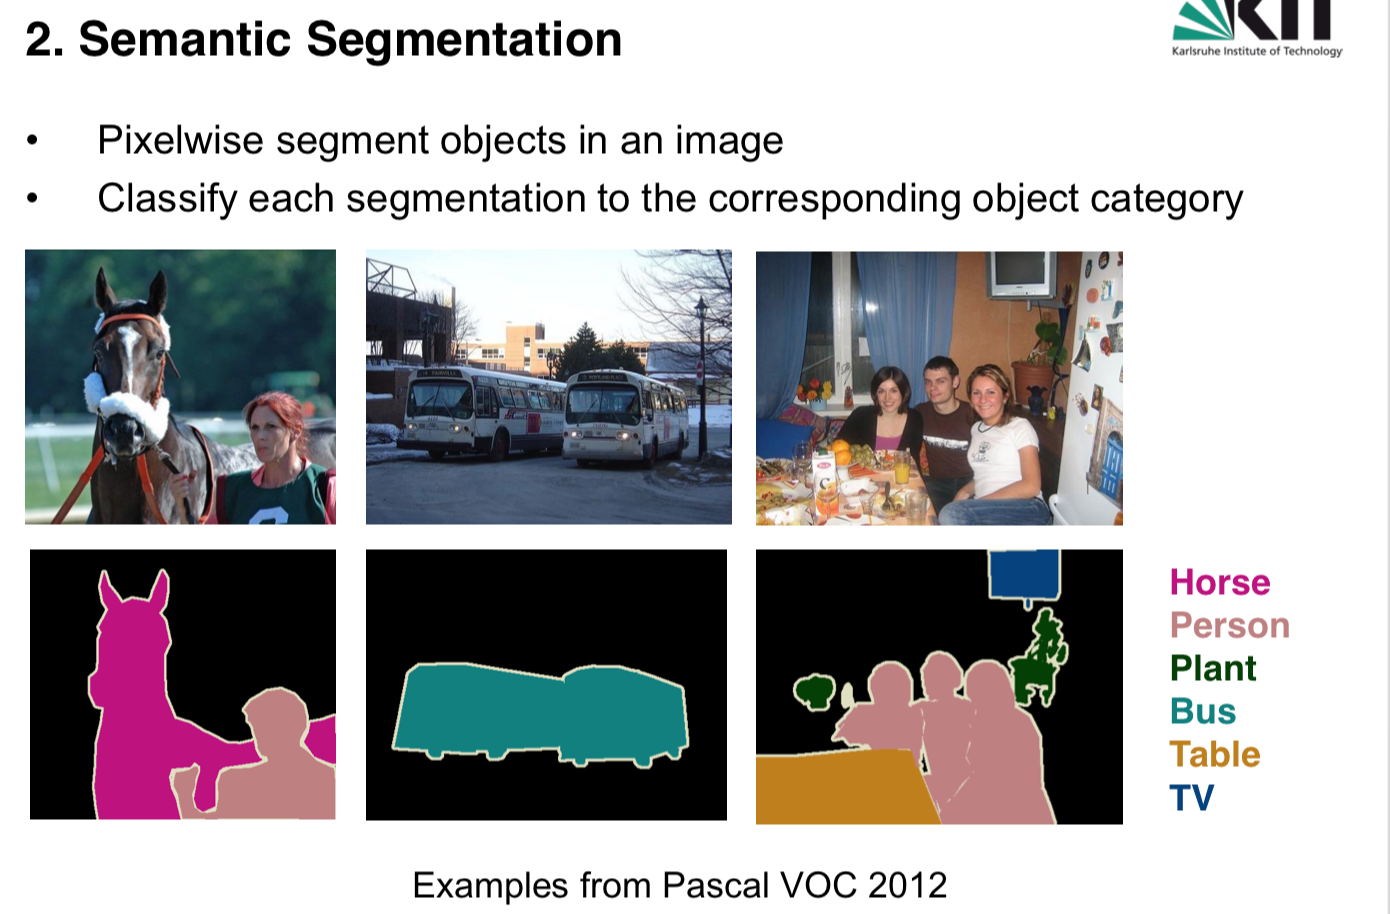 2. Semantic Segmentation
KIT
Karlsruhe Institute of Technology
• Pixelwise segment objects in an image
• Classify each segmentation to the corresponding object category
Horse
Person
Plant
Bus
Table
TV
Examples from Pascal VOC 2012